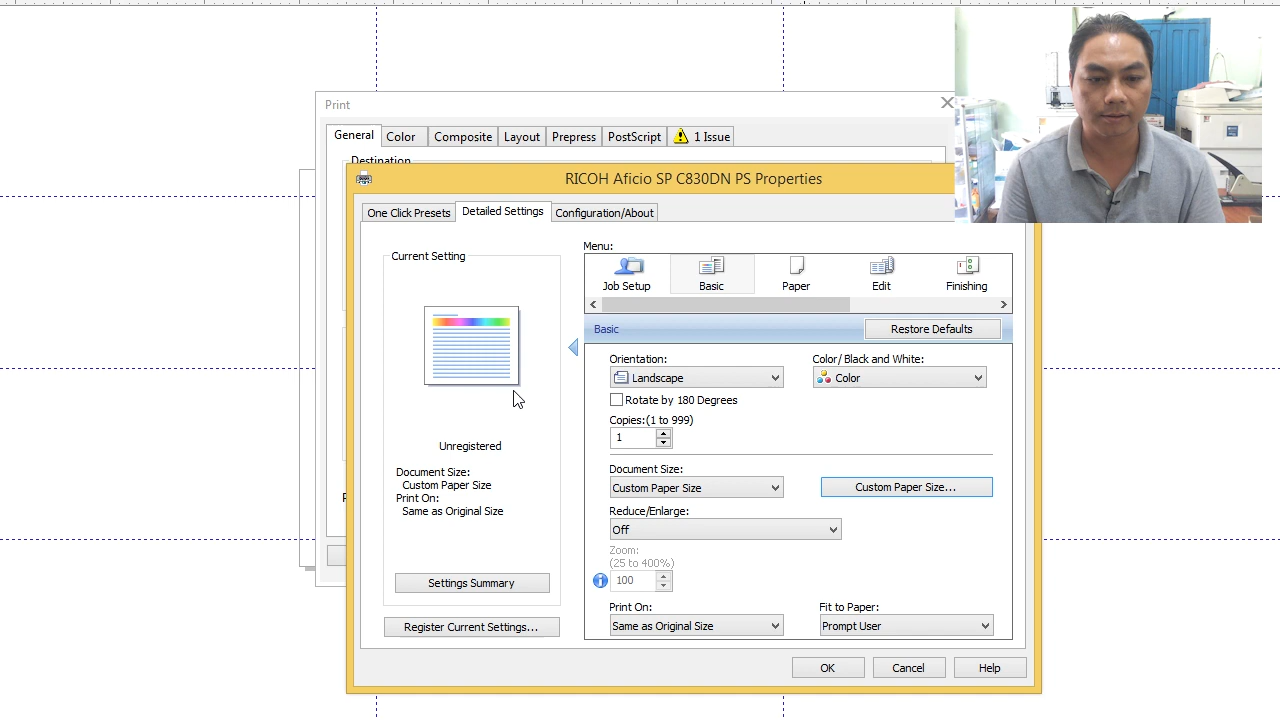 Print
General Color Composite Layout Prepress PostScript 1 Issue
Destination
RICOH Aficio SP C830DN PS Properties
One Click Presets Detailed Settings Configuration/About
Current Setting
Unregistered
Document Size:
Custom Paper Size
Print On:
Same as Original Size
Settings Summary
Register Current Settings...
Menu:
Job Setup Basic Paper Edit Finishing
Basic Restore Defaults
Orientation: Color/ Black and White:
Landscape Color
Rotate by 180 Degrees
Copies:(1 to 999)
1
Document Size:
Custom Paper Size Custom Paper Size...
Reduce/Enlarge:
Off
Zoom:
(25 to 400%)
100
Print On: Fit to Paper:
Same as Original Size Prompt User
OK Cancel Help